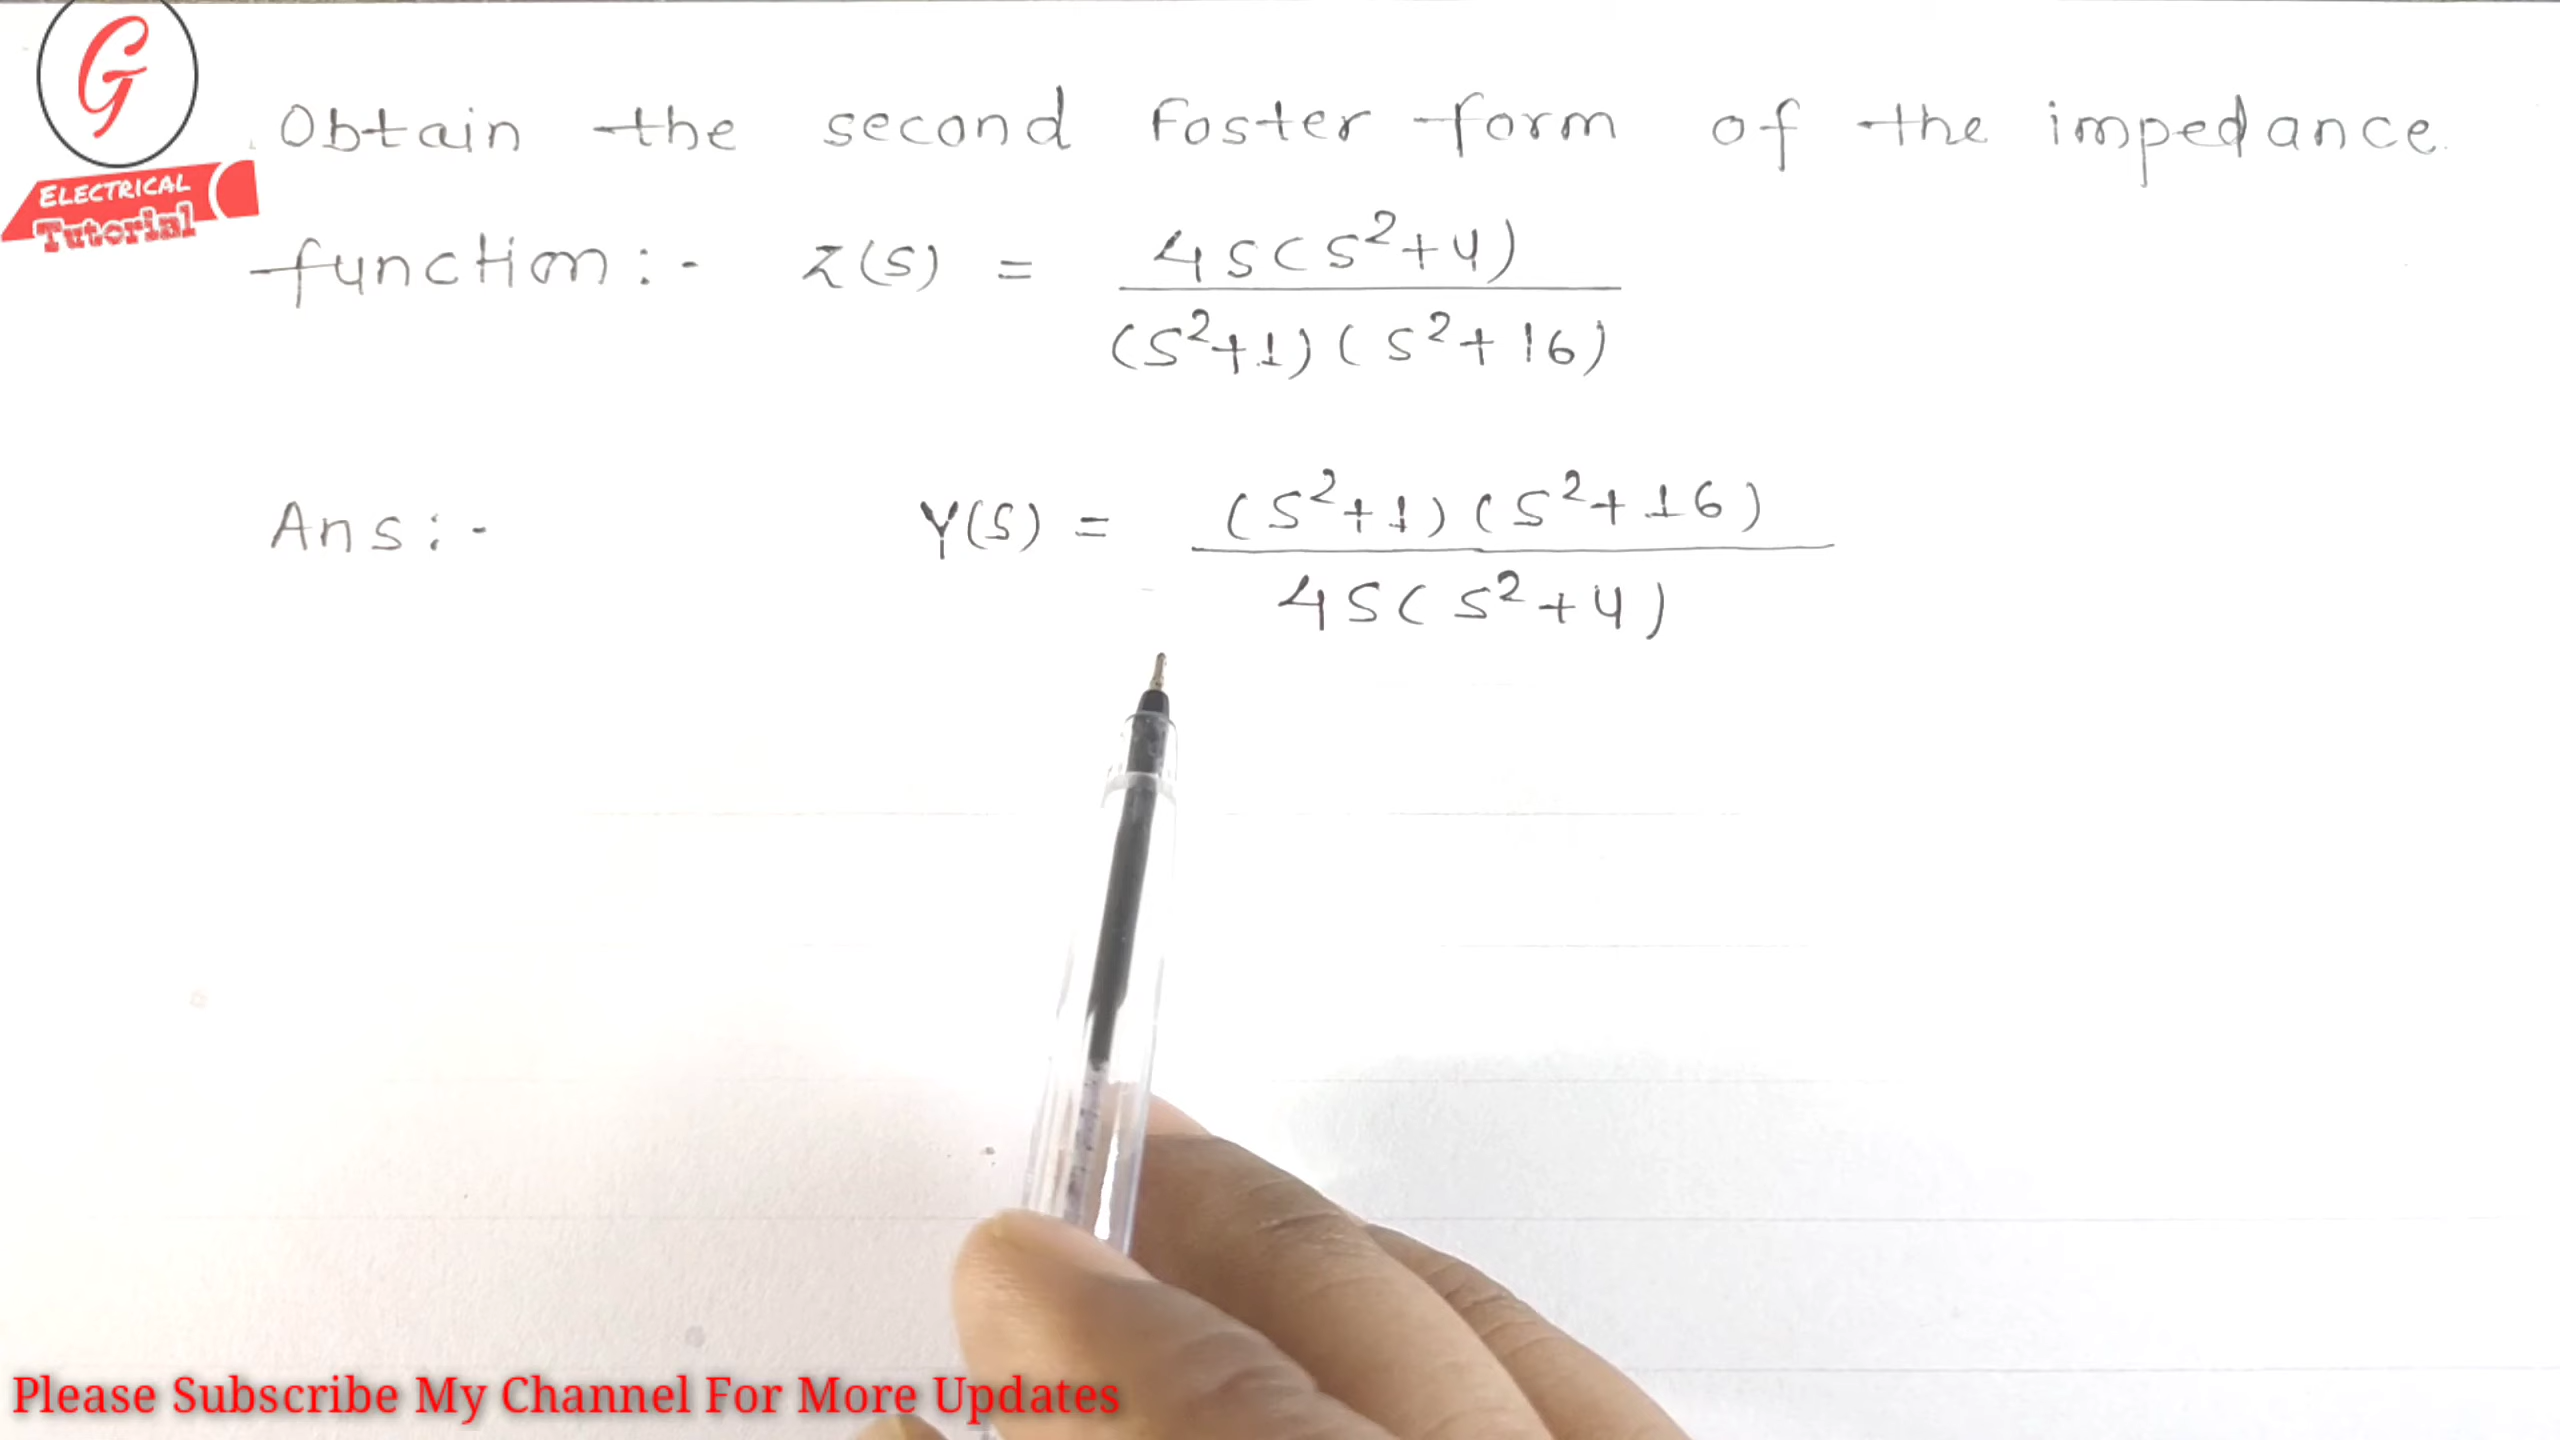 G
ELECTRICAL
Tutorial
Obtain the second Foster form of the impedance
function:- Z(S) = 4S(S²+4)
(S²+1)(S²+16)
Ans:- Y(S) = (S²+1)(S²+16)
4S(S²+4)
Please Subscribe My Channel For More Updates